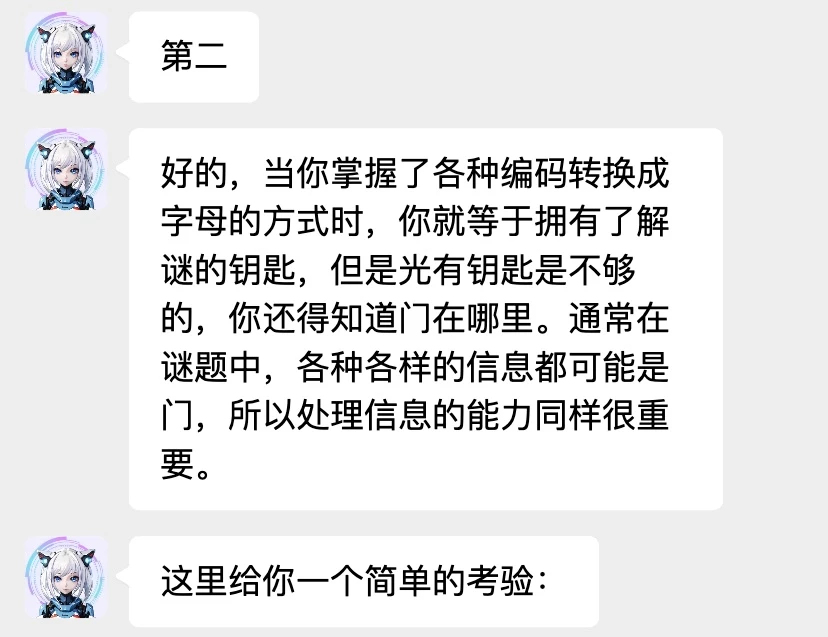 第二
好的，当你掌握了各种编码转换成
字母的方式时，你就等于拥有了解
谜的钥匙，但是光有钥匙是不够
的，你还得知道门在哪里。通常在
谜题中，各种各样的信息都可能是
门，所以处理信息的能力同样很重
要。
这里给你一个简单的考验：